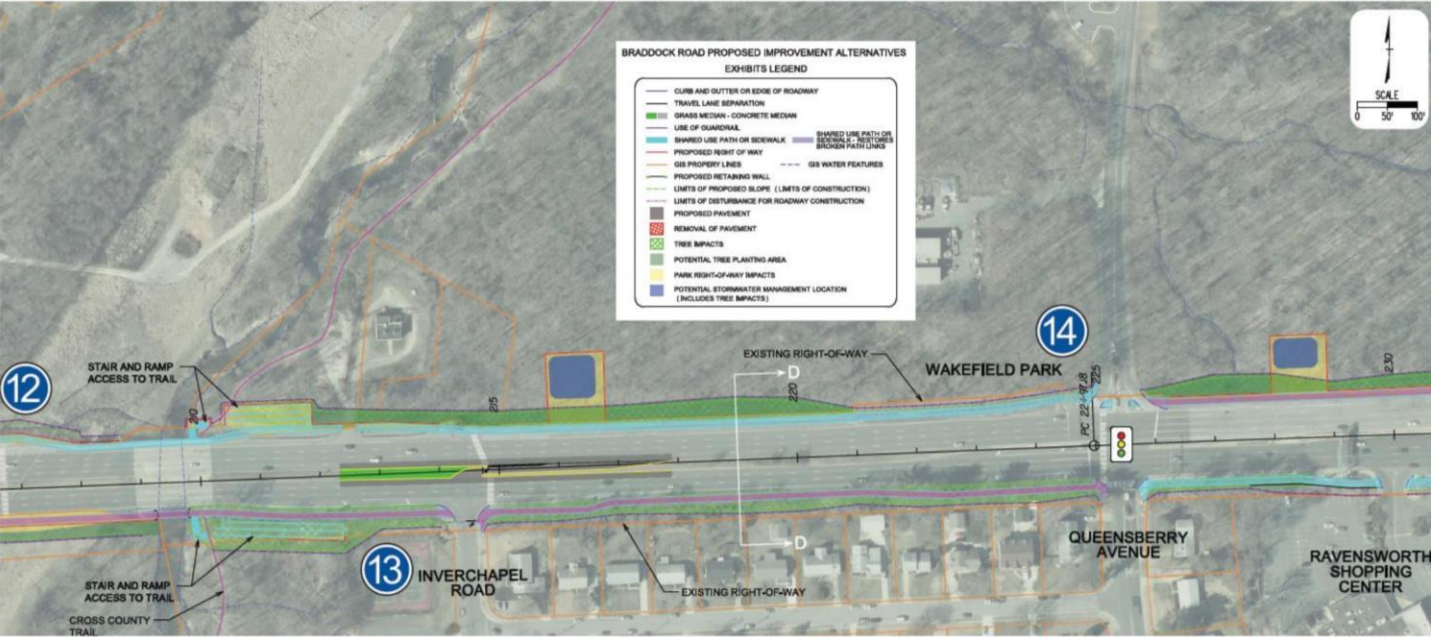 BRADDOCK ROAD PROPOSED IMPROVEMENT ALTERNATIVES
EXHIBITS LEGEND
CURB AND GUTTER OR EDGE OF ROADWAY
TRAVEL LANE SEPARATION
GRASS MEDIAN - CONCRETE MEDIAN
USE OF GUARDRAIL
SHARED USE PATH OR SIDEWALK
SHARED USE PATH OR
SIDEWALK - RESTORES
BROKEN PATH LINKS
PROPOSED RIGHT OF WAY
GIS PROPERY LINES
GIS WATER FEATURES
PROPOSED RETAINING WALL
LIMITS OF PROPOSED SLOPE (LIMITS OF CONSTRUCTION)
LIMITS OF DISTURBANCE FOR ROADWAY CONSTRUCTION
PROPOSED PAVEMENT
REMOVAL OF PAVEMENT
TREE IMPACTS
POTENTIAL TREE PLANTING AREA
PARK RIGHT-OF-WAY IMPACTS
POTENTIAL STORMWATER MANAGEMENT LOCATION
(INCLUDES TREE IMPACTS)
SCALE
0 50' 100'
12
STAIR AND RAMP
ACCESS TO TRAIL
210
215
EXISTING RIGHT-OF-WAY
D
220
WAKEFIELD PARK
14
PC 224+97.18
225
230
STAIR AND RAMP
ACCESS TO TRAIL
CROSS COUNTY
TRAIL
13
INVERCHAPEL
ROAD
D
EXISTING RIGHT-OF-WAY
QUEENSBERRY
AVENUE
RAVENSWORTH
SHOPPING
CENTER